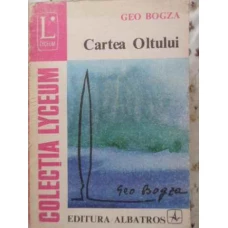 GEO BOGZA
Cartea Oltului
L
COLECȚIA LYCEUM
Geo Bogza
EDITURA ALBATROS